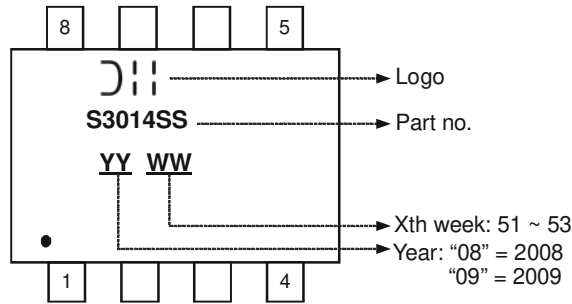 8 5
Logo
S3014SS Part no.
YY WW
Xth week: 51 ~ 53
Year: “08” = 2008
“09” = 2009
1 4